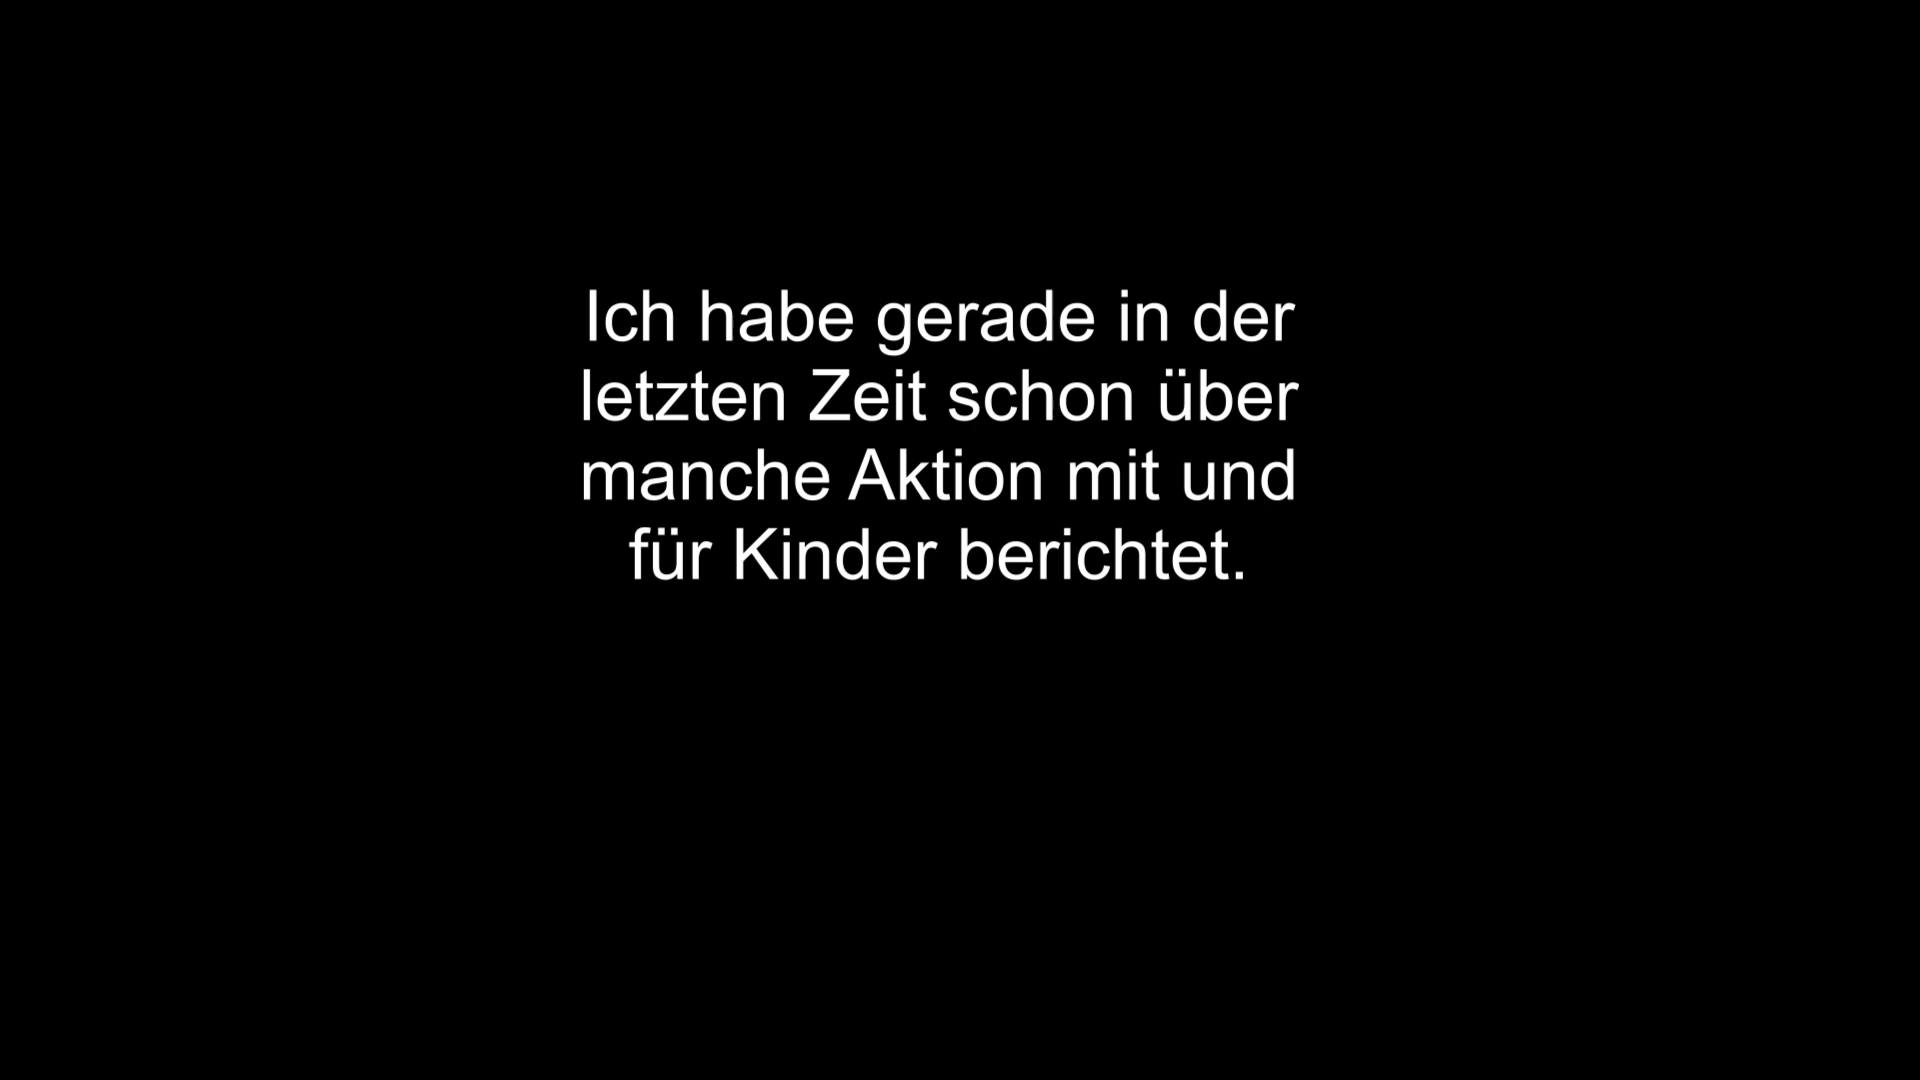 Ich habe gerade in der
letzten Zeit schon über
manche Aktion mit und
für Kinder berichtet.